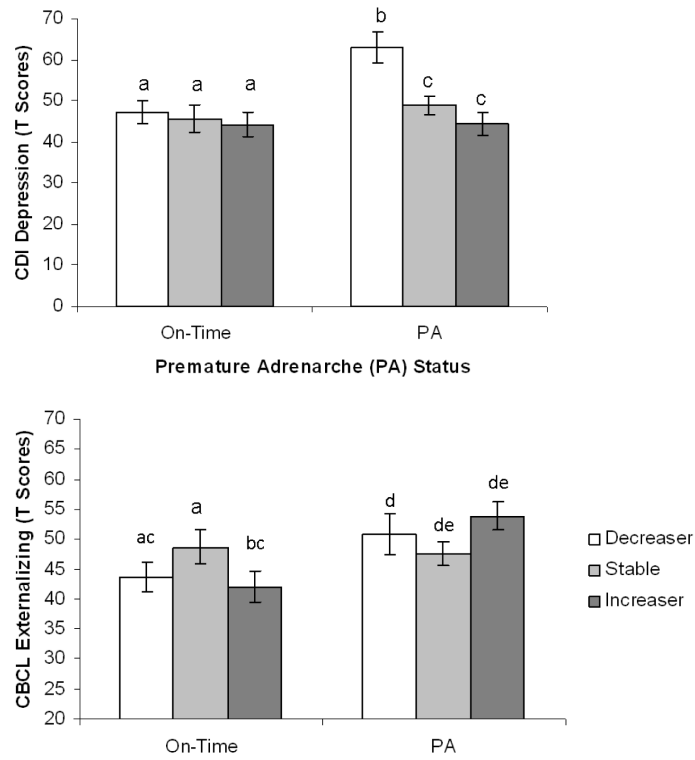 CDI Depression (T Scores)
70
60
50
40
30
20
10
0
a a a
b
c c
On-Time PA
Premature Adrenarche (PA) Status
CBCL Externalizing (T Scores)
70
65
60
55
50
45
40
35
30
25
20
ac a bc
d de de
On-Time PA
Decreaser
Stable
Increaser